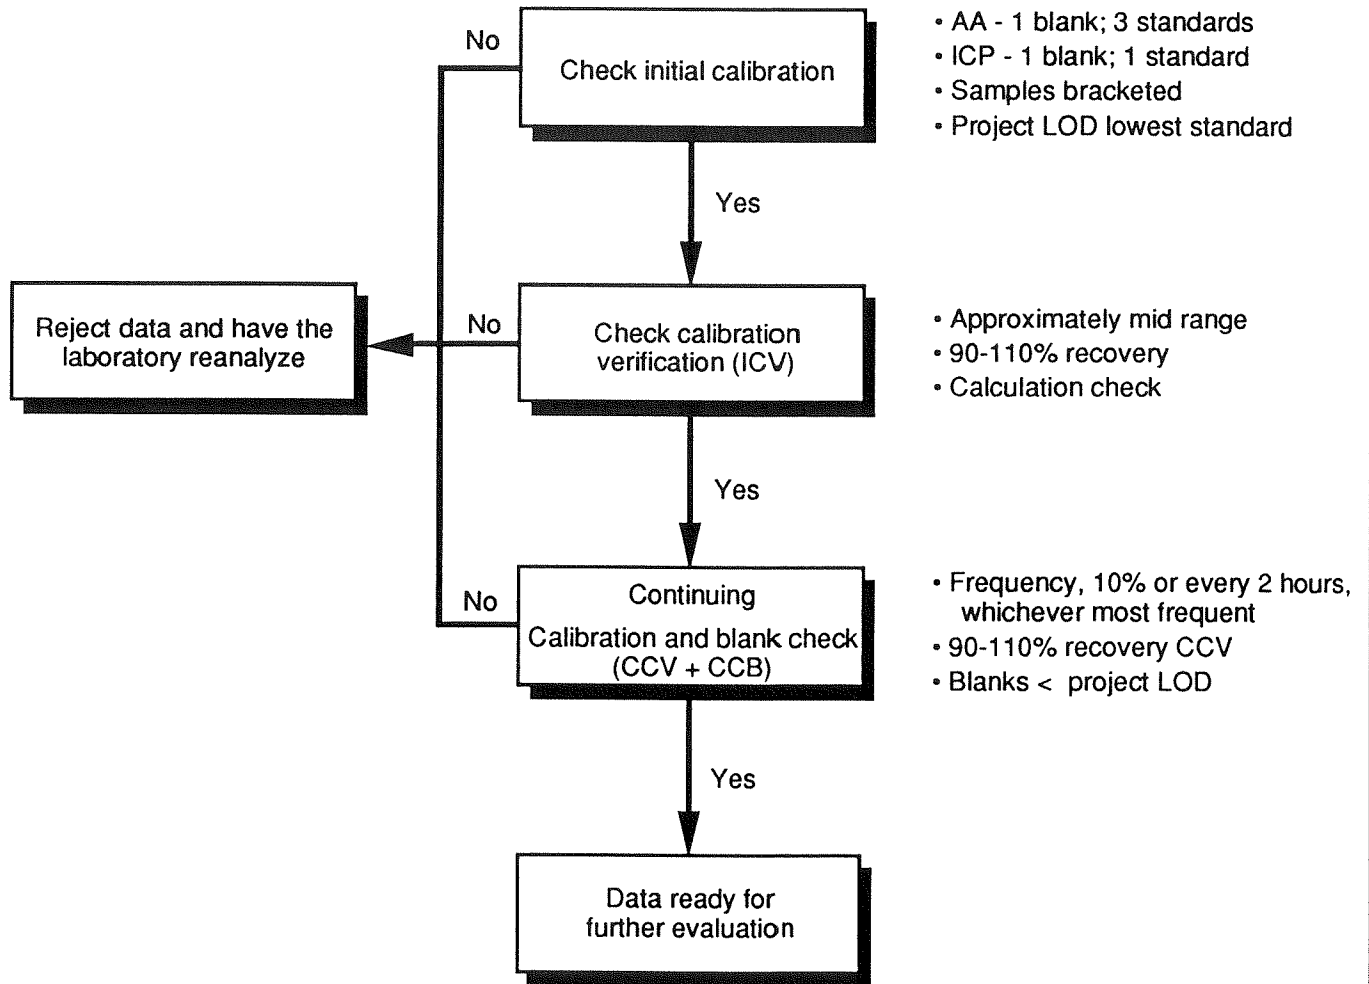 No
Check initial calibration
• AA - 1 blank; 3 standards
• ICP - 1 blank; 1 standard
• Samples bracketed
• Project LOD lowest standard
Yes
Reject data and have the
laboratory reanalyze
No
Check calibration
verification (ICV)
• Approximately mid range
• 90-110% recovery
• Calculation check
Yes
No
Continuing
Calibration and blank check
(CCV + CCB)
• Frequency, 10% or every 2 hours,
whichever most frequent
• 90-110% recovery CCV
• Blanks < project LOD
Yes
Data ready for
further evaluation